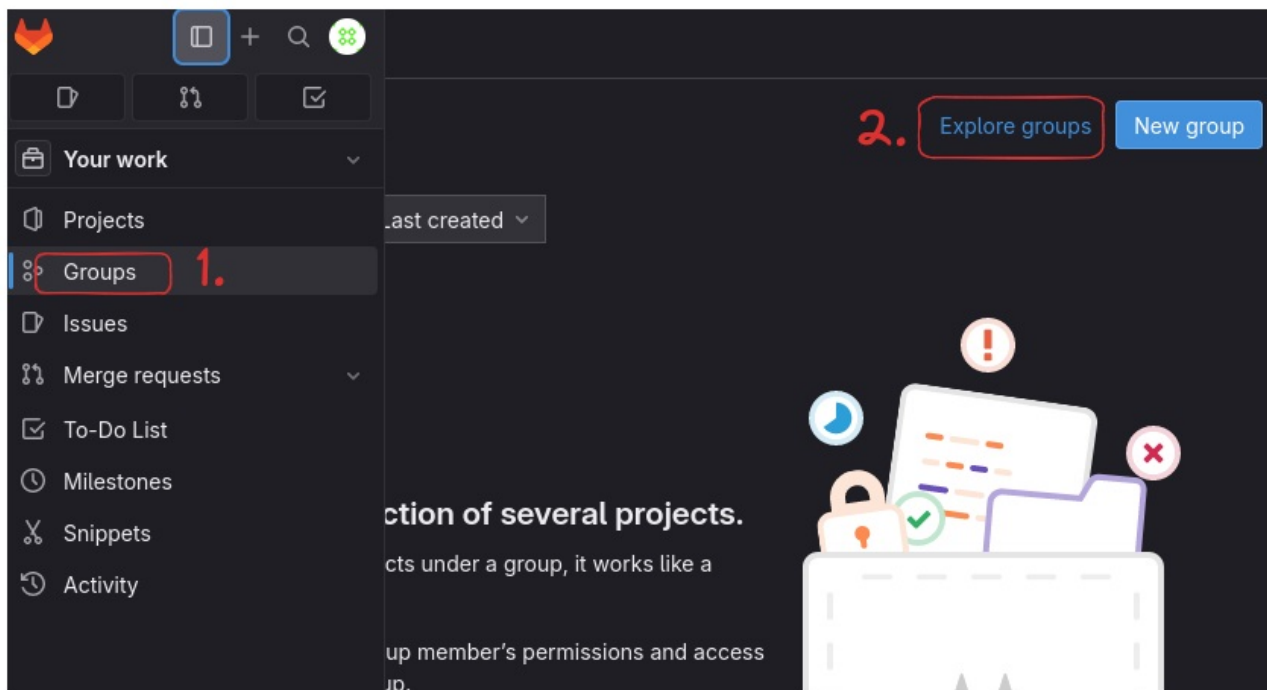 Your work
Projects
Groups
1.
Issues
Merge requests
To-Do List
Milestones
Snippets
Activity
2.
Explore groups
New group
Last created
ction of several projects.
cts under a group, it works like a
up member’s permissions and access
up.